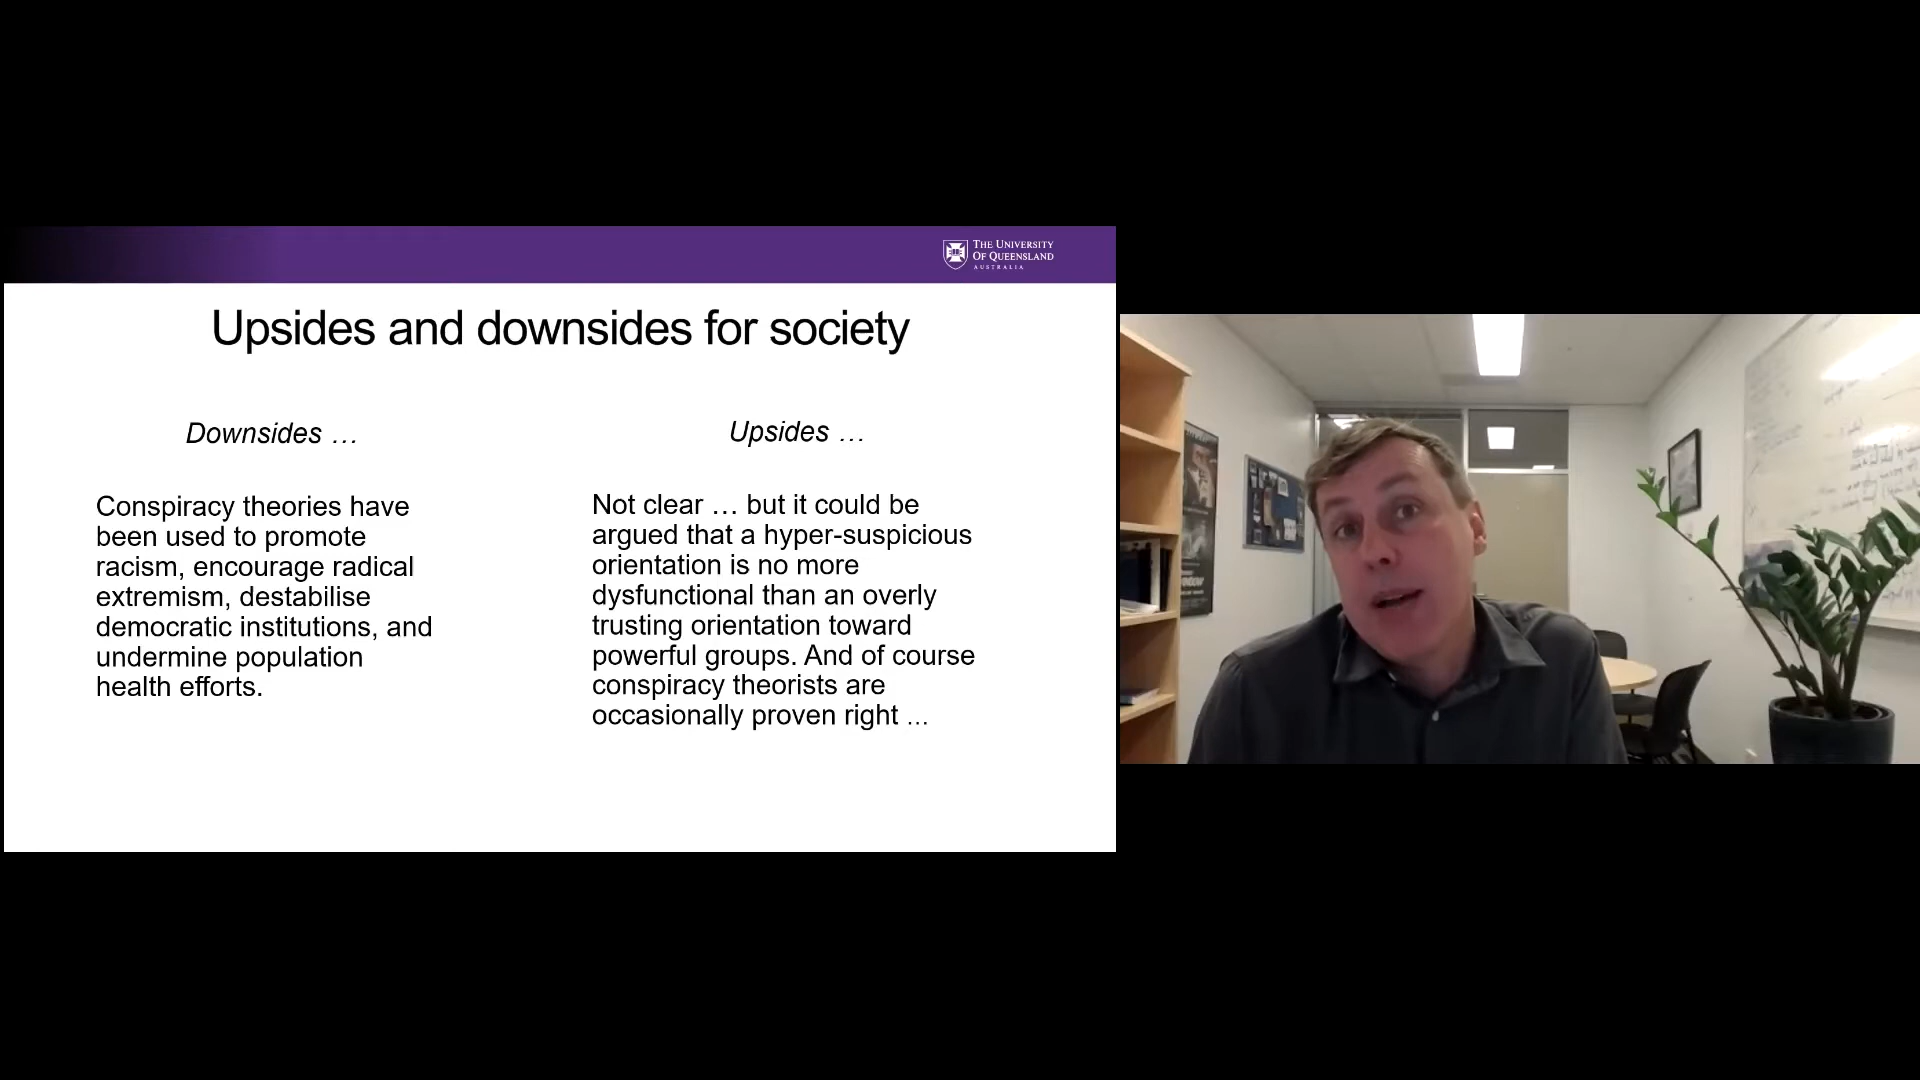 THE UNIVERSITY
OF QUEENSLAND
AUSTRALIA
Upsides and downsides for society
Downsides …
Conspiracy theories have
been used to promote
racism, encourage radical
extremism, destabilise
democratic institutions, and
undermine population
health efforts.
Upsides …
Not clear … but it could be
argued that a hyper-suspicious
orientation is no more
dysfunctional than an overly
trusting orientation toward
powerful groups. And of course
conspiracy theorists are
occasionally proven right …